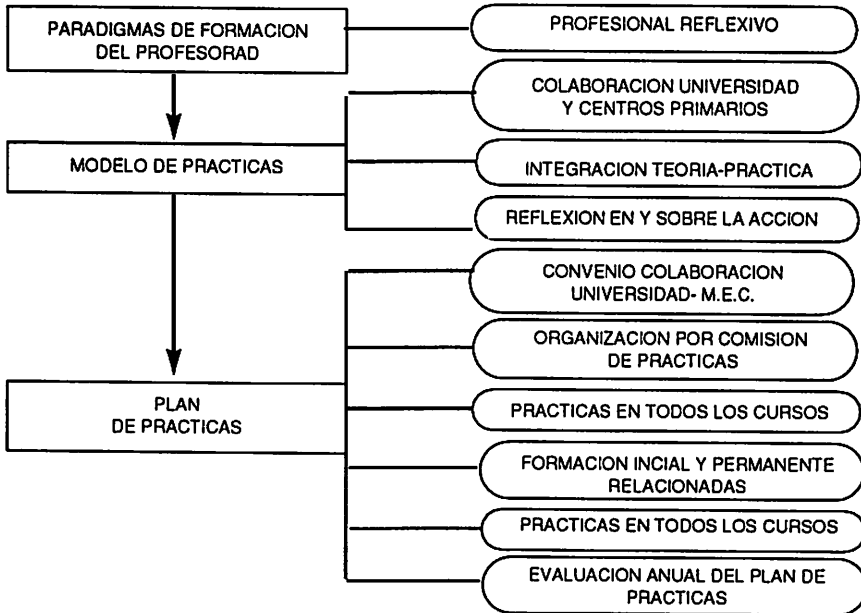 PARADIGMAS DE FORMACION
DEL PROFESORAD
PROFESIONAL REFLEXIVO
MODELO DE PRACTICAS
COLABORACION UNIVERSIDAD
Y CENTROS PRIMARIOS
INTEGRACION TEORIA-PRACTICA
REFLEXION EN Y SOBRE LA ACCION
PLAN
DE PRACTICAS
CONVENIO COLABORACION
UNIVERSIDAD- M.E.C.
ORGANIZACION POR COMISION
DE PRACTICAS
PRACTICAS EN TODOS LOS CURSOS
FORMACION INCIAL Y PERMANENTE
RELACIONADAS
PRACTICAS EN TODOS LOS CURSOS
EVALUACION ANUAL DEL PLAN DE
PRACTICAS